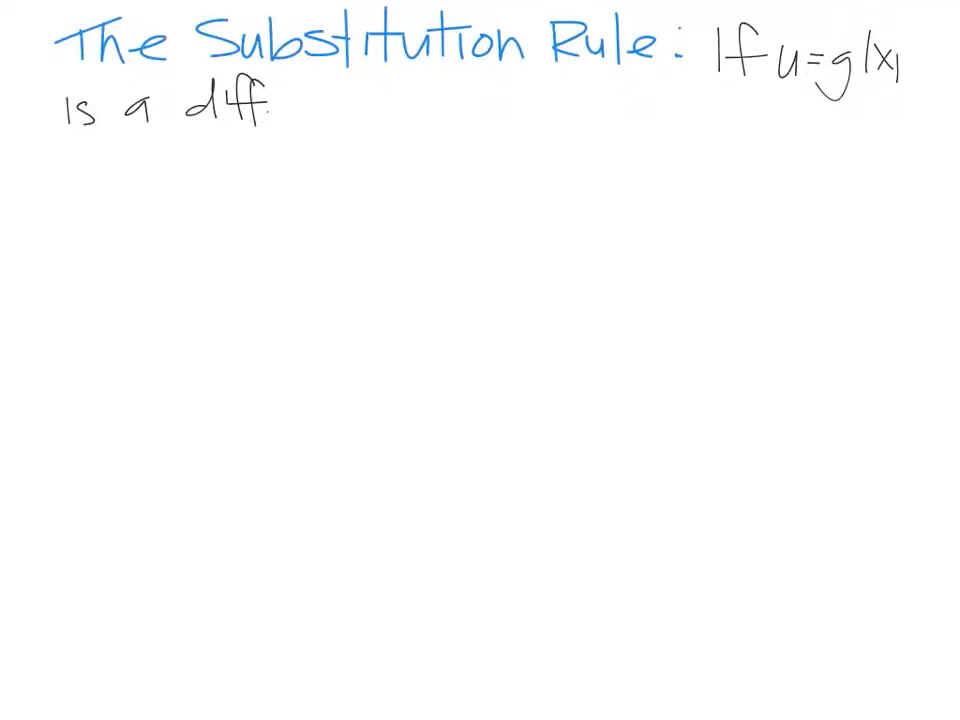 The Substitution Rule: If u=g(x)
is a diff